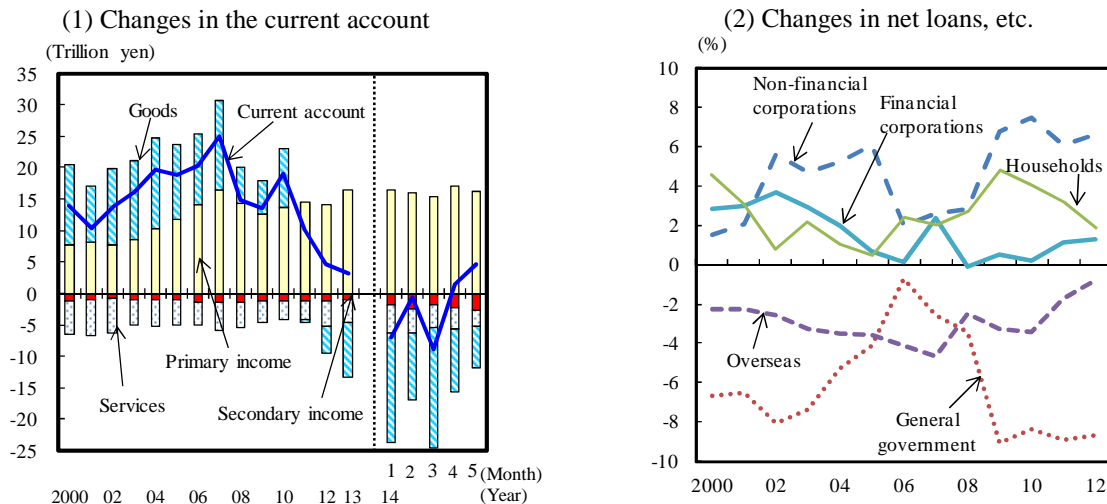 (1) Changes in the current account
(Trillion yen)
35
30
25
20
15
10
5
0
-5
-10
-15
-20
-25
Goods
Current account
Primary income
Services
Secondary income
1 2 3 4 5 (Month)
2000 02 04 06 08 10 12 13 14 (Year)
(2) Changes in net loans, etc.
(%)
10
8
6
4
2
0
-2
-4
-6
-8
-10
Non-financial
corporations
Financial
corporations
Households
Overseas
General
government
2000 02 04 06 08 10 12